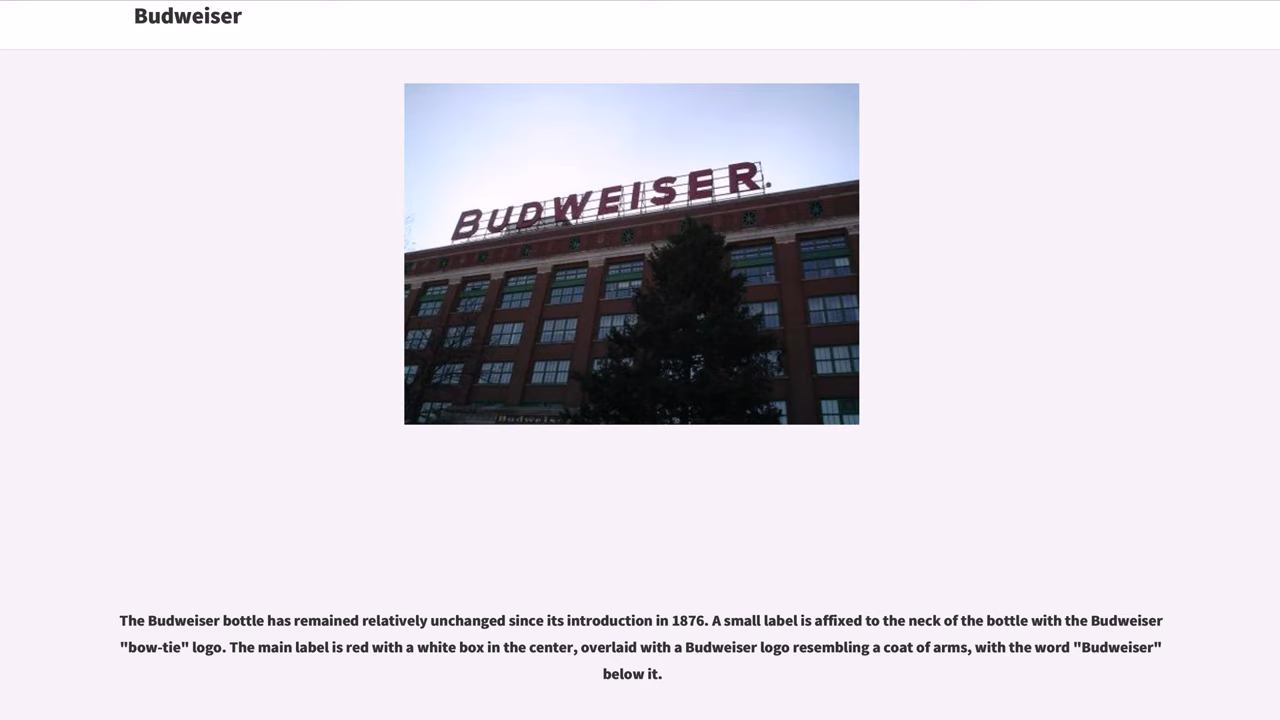 Budweiser
BUDWEISER
Budweiser
The Budweiser bottle has remained relatively unchanged since its introduction in 1876. A small label is affixed to the neck of the bottle with the Budweiser
"bow-tie" logo. The main label is red with a white box in the center, overlaid with a Budweiser logo resembling a coat of arms, with the word "Budweiser"
below it.